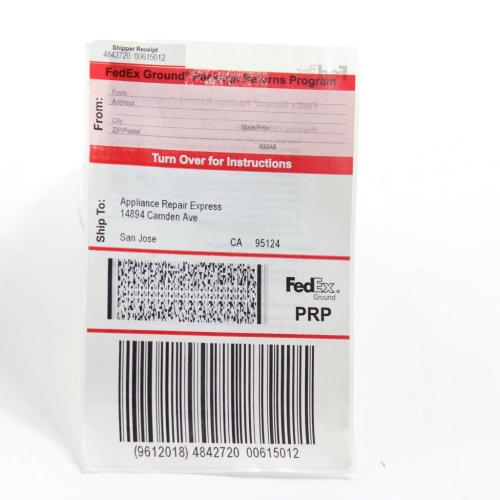 Shipper Receipt
4842720 00615012
FedEx Ground® Package Returns Program
From:
From
Address
City
ZIP/Postal State/Prov
RMA#
Turn Over for Instructions
Ship To:
Appliance Repair Express
14894 Camden Ave
San Jose CA 95124
FedEx®
Ground
PRP
(9612018) 4842720 00615012